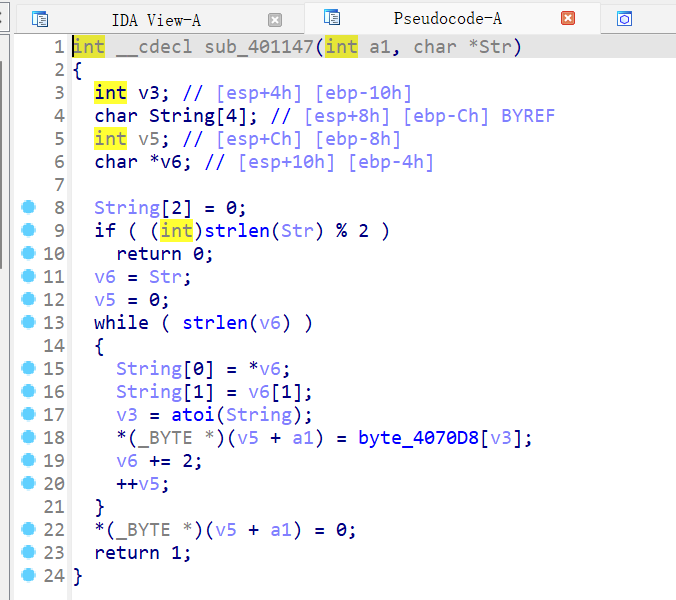 IDA View-A
Pseudocode-A
1 int __cdecl sub_401147(int a1, char *Str)
2 {
3 int v3; // [esp+4h] [ebp-10h]
4 char String[4]; // [esp+8h] [ebp-Ch] BYREF
5 int v5; // [esp+Ch] [ebp-8h]
6 char *v6; // [esp+10h] [ebp-4h]
7
8 String[2] = 0;
9 if ( (int)strlen(Str) % 2 )
10 return 0;
11 v6 = Str;
12 v5 = 0;
13 while ( strlen(v6) )
14 {
15 String[0] = *v6;
16 String[1] = v6[1];
17 v3 = atoi(String);
18 *(_BYTE *)(v5 + a1) = byte_4070D8[v3];
19 v6 += 2;
20 ++v5;
21 }
22 *(_BYTE *)(v5 + a1) = 0;
23 return 1;
24 }